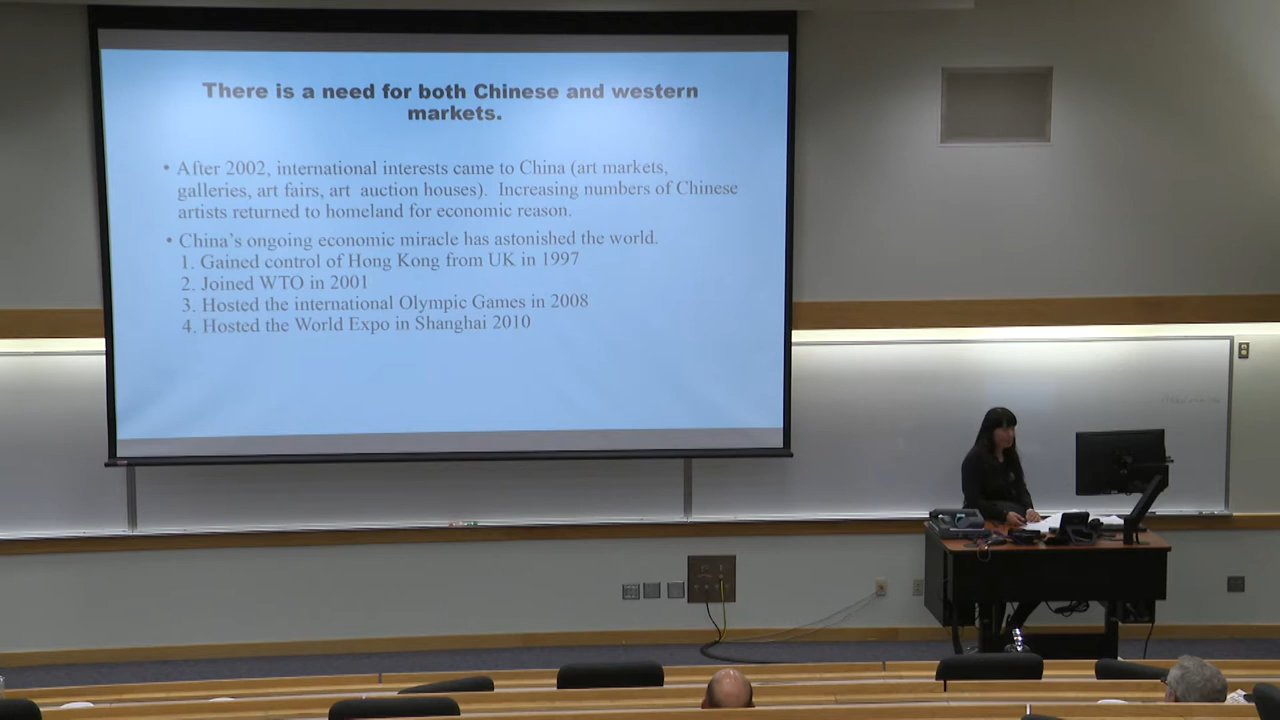 There is a need for both Chinese and western
markets.
• After 2002, international interests came to China (art markets,
galleries, art fairs, art auction houses). Increasing numbers of Chinese
artists returned to homeland for economic reason.
• China’s ongoing economic miracle has astonished the world.
1. Gained control of Hong Kong from UK in 1997
2. Joined WTO in 2001
3. Hosted the international Olympic Games in 2008
4. Hosted the World Expo in Shanghai 2010